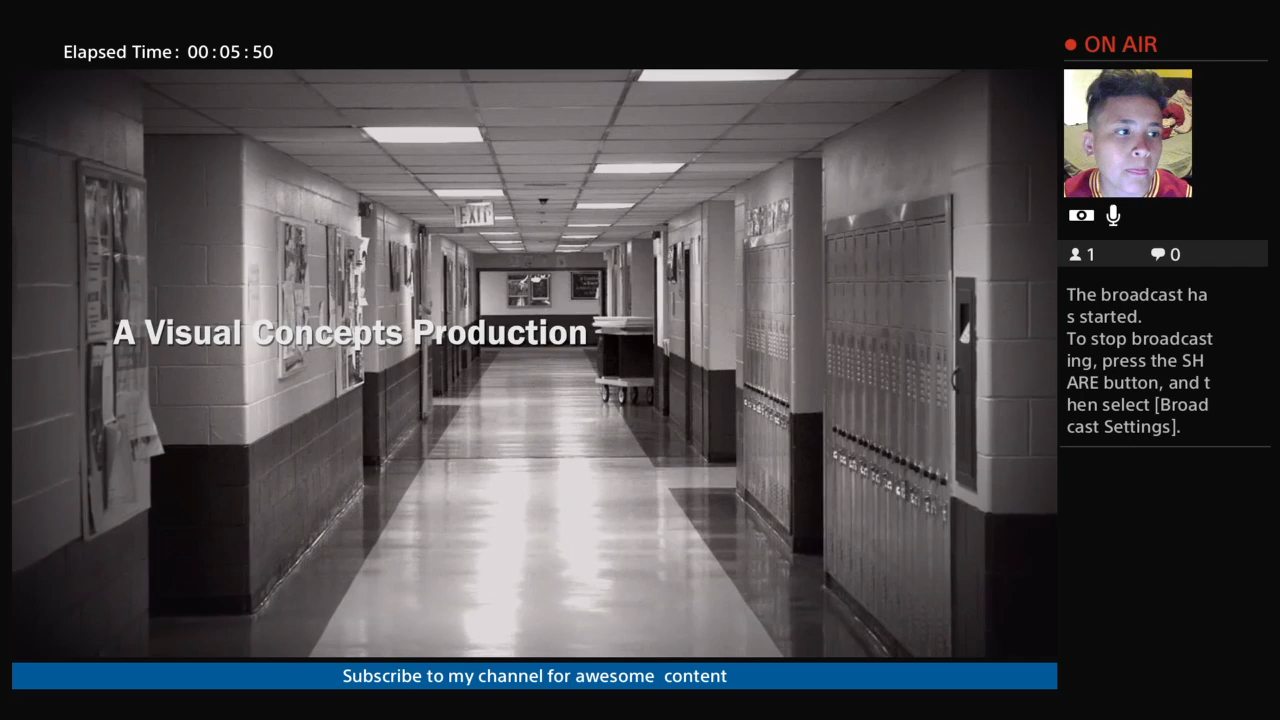 Elapsed Time: 00:05:50
ON AIR
EXIT
A Visual Concepts Production
1
0
The broadcast ha
s started.
To stop broadcast
ing, press the SH
ARE button, and t
hen select [Broad
cast Settings].
Subscribe to my channel for awesome  content